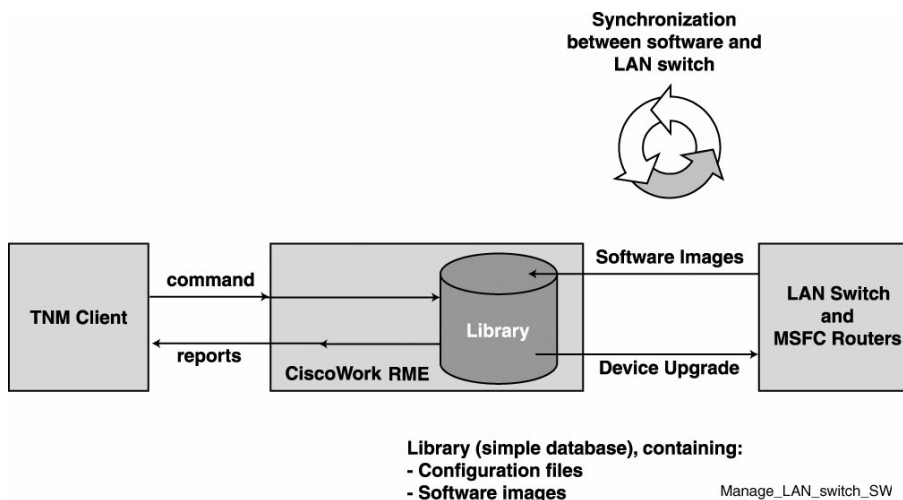 Synchronization
between software and
LAN switch
command
Software Images
TNM Client
Library
LAN Switch
and
MSFC Routers
reports
CiscoWork RME
Device Upgrade
Library (simple database), containing:
- Configuration files
- Software images
Manage_LAN_switch_SW